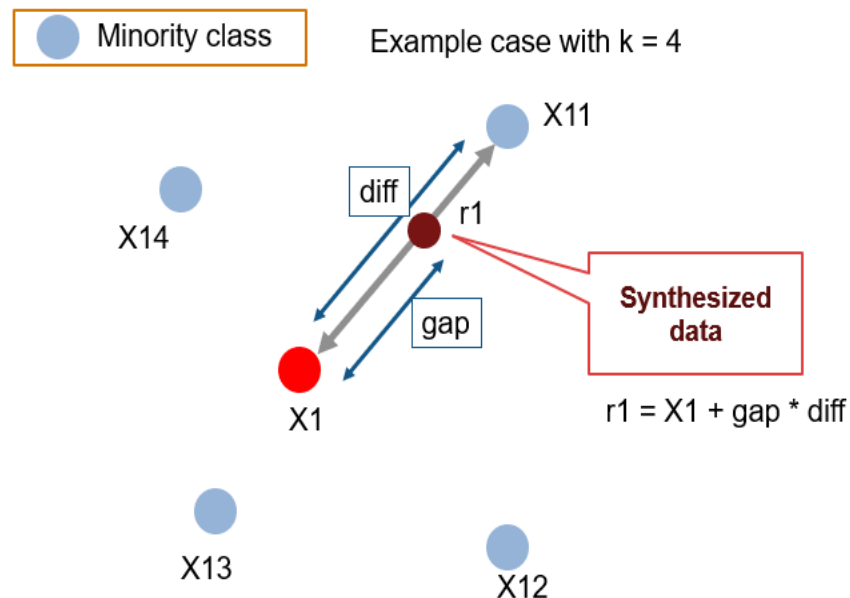 Minority class
Example case with k = 4
X11
diff
r1
X14
Synthesized
data
gap
X1
r1 = X1 + gap * diff
X13
X12